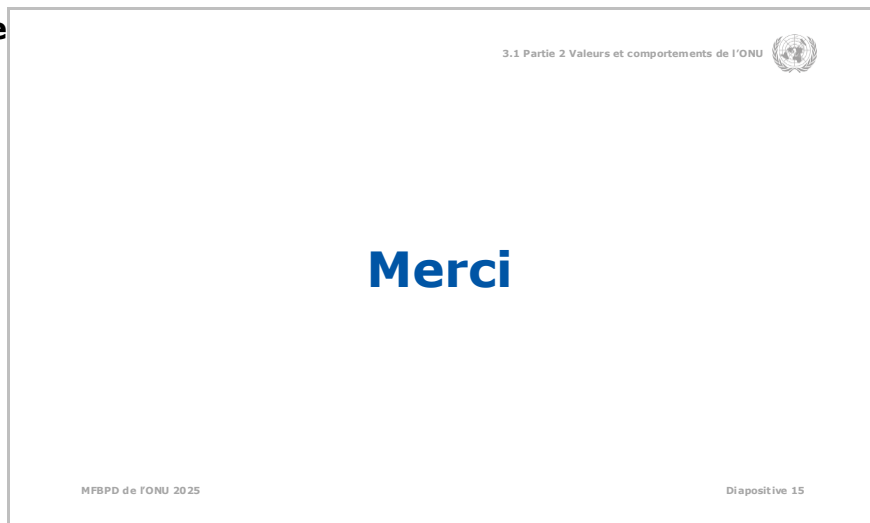 e
3.1 Partie 2 Valeurs et comportements de l’ONU
Merci
MFBPD de l’ONU 2025
Diapositive 15